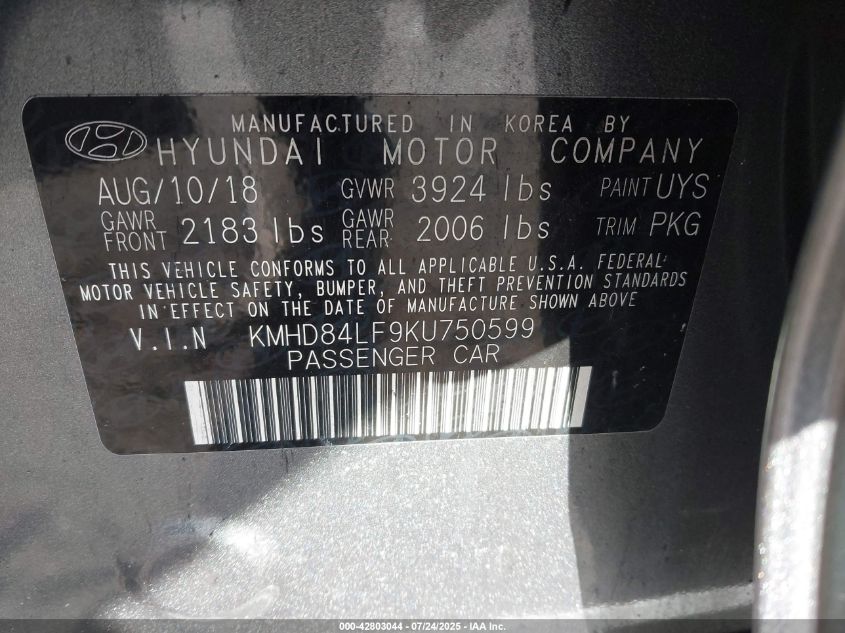 MANUFACTURED IN KOREA BY
HYUNDAI MOTOR COMPANY
AUG/10/18 GVWR 3924 lbs PAINT UYS
GAWR FRONT 2183 lbs GAWR REAR 2006 lbs TRIM PKG
THIS VEHICLE CONFORMS TO ALL APPLICABLE U.S.A. FEDERAL
MOTOR VEHICLE SAFETY, BUMPER, AND THEFT PREVENTION STANDARDS
IN EFFECT ON THE DATE OF MANUFACTURE SHOWN ABOVE
V.I.N KMHD84LF9KU750599
PASSENGER CAR
000-42803044 - 07/24/2025 - IAA Inc.